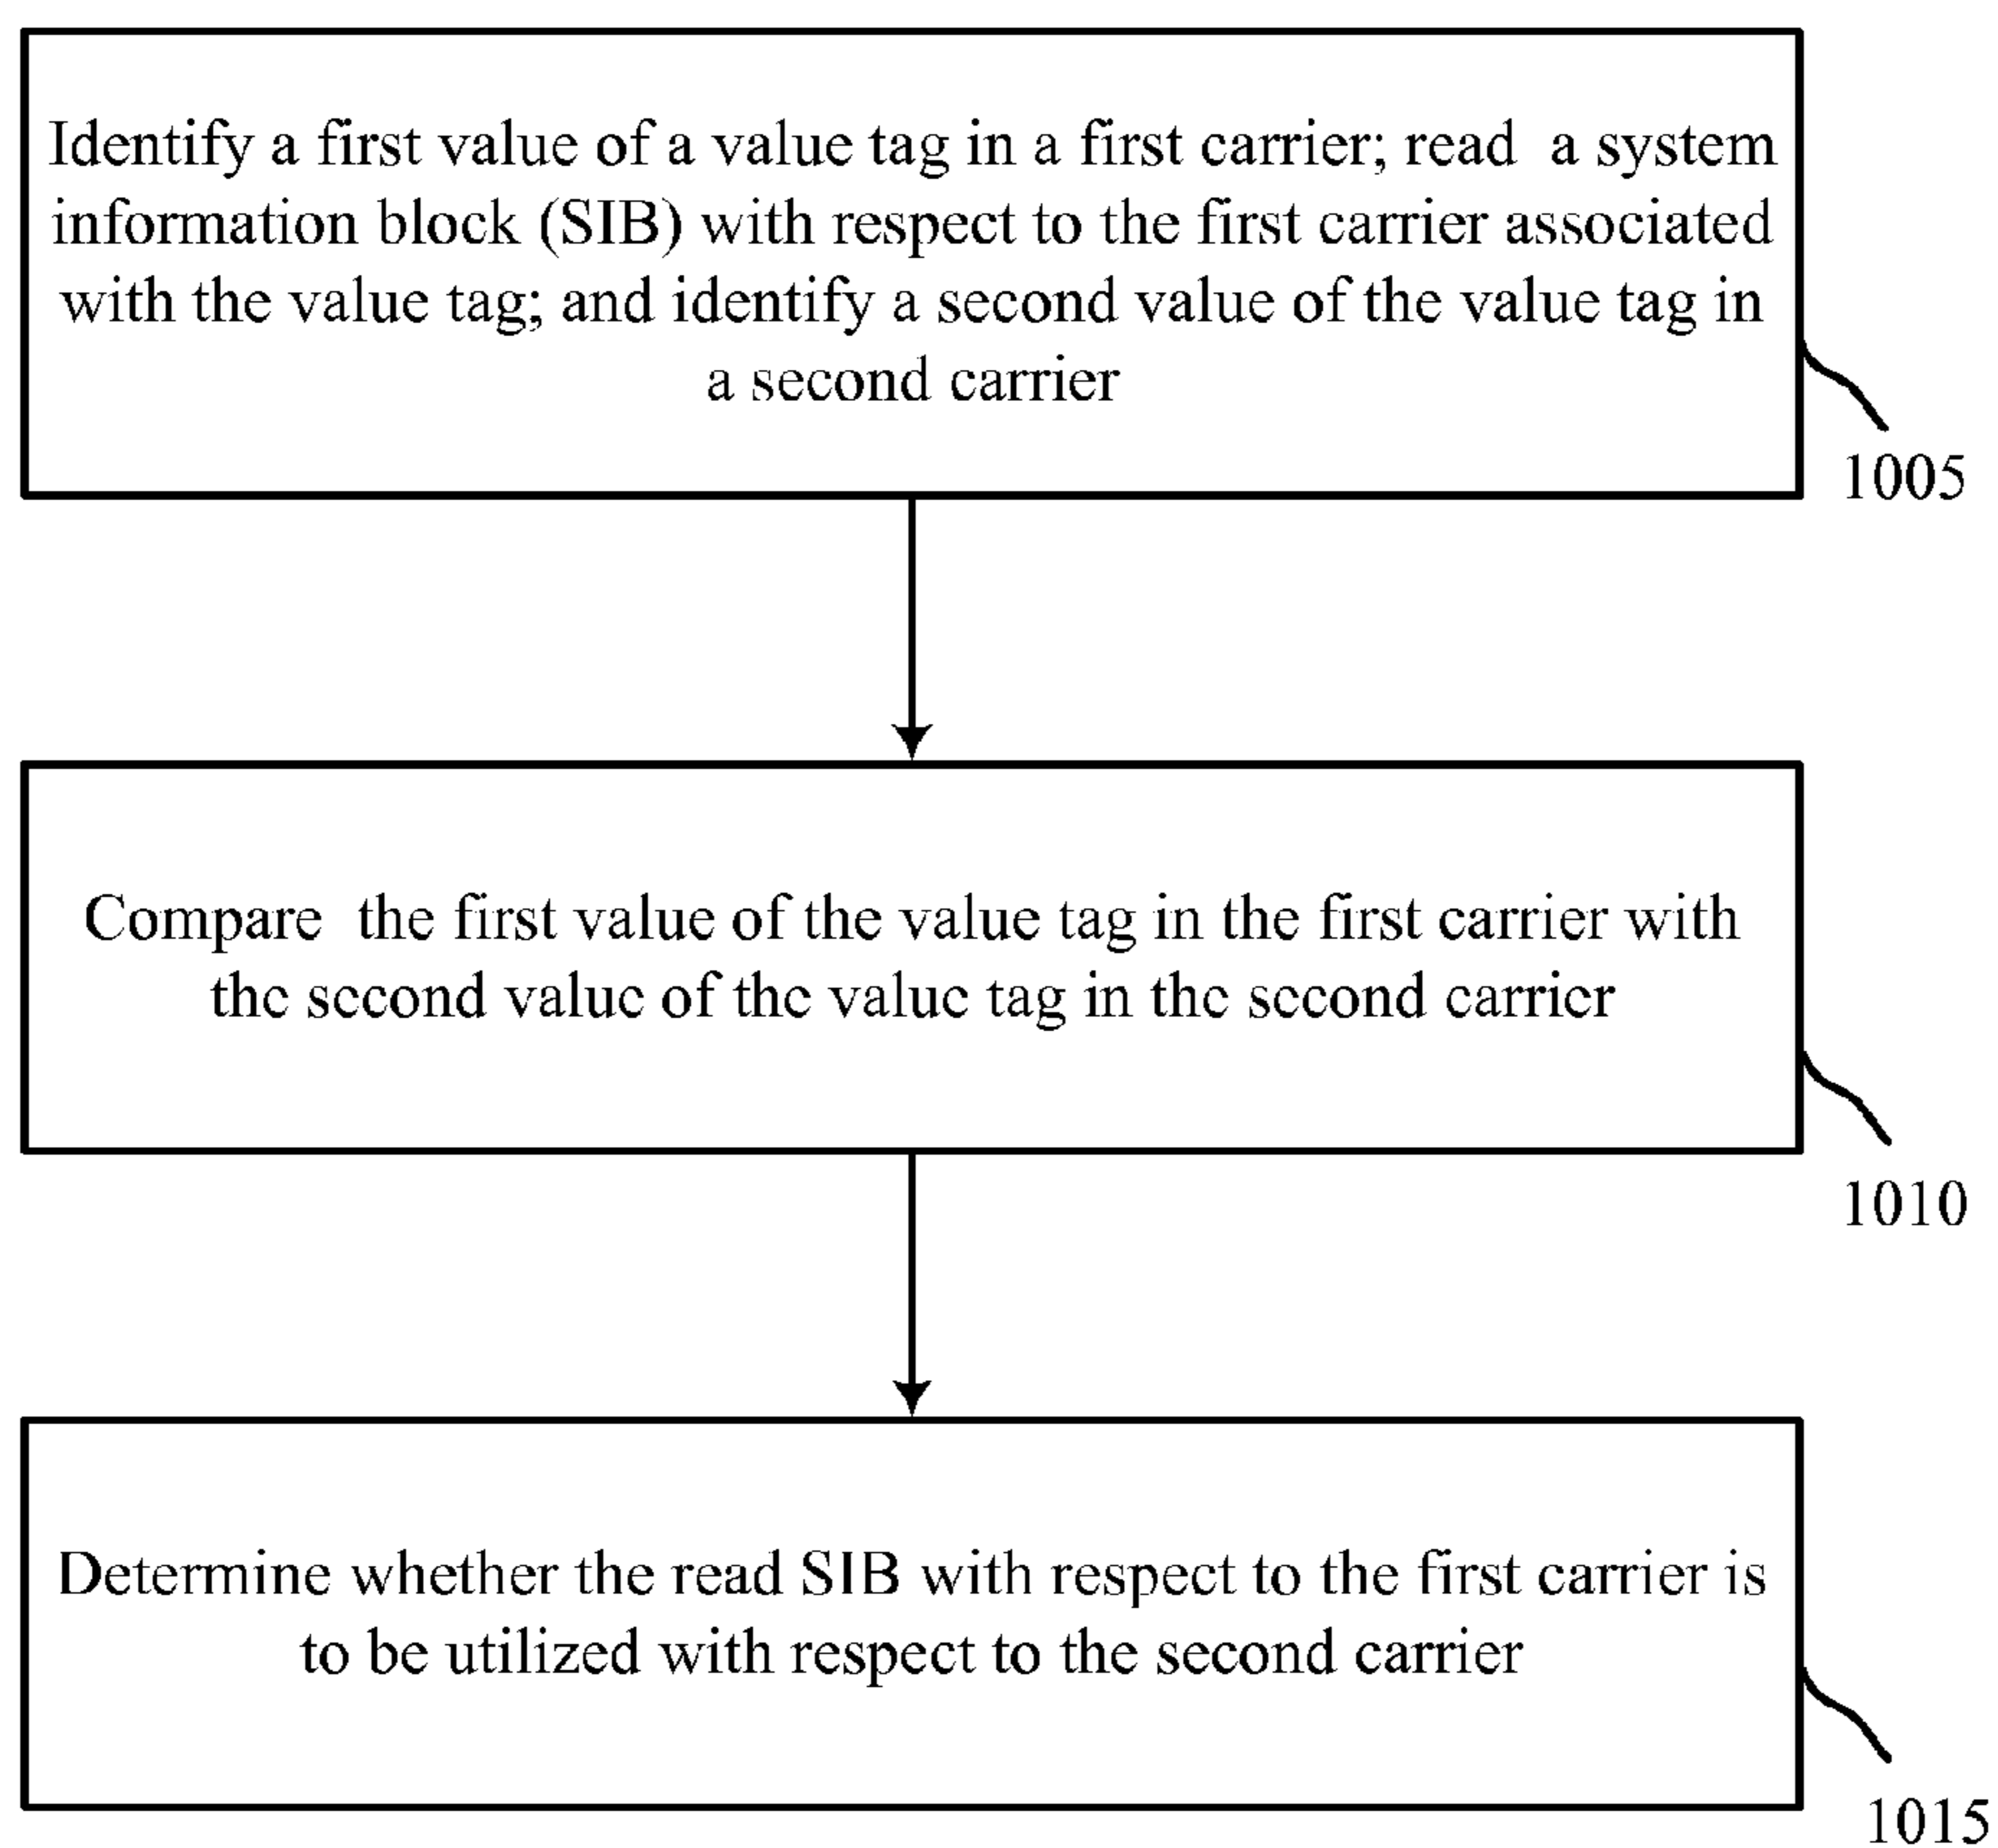 Identify a first value of a value tag in a first carrier; read a system
information block (SIB) with respect to the first carrier associated
with the value tag; and identify a second value of the value tag in
a second carrier
1005
Compare the first value of the value tag in the first carrier with
the second value of the value tag in the second carrier
1010
Determine whether the read SIB with respect to the first carrier is
to be utilized with respect to the second carrier
1015